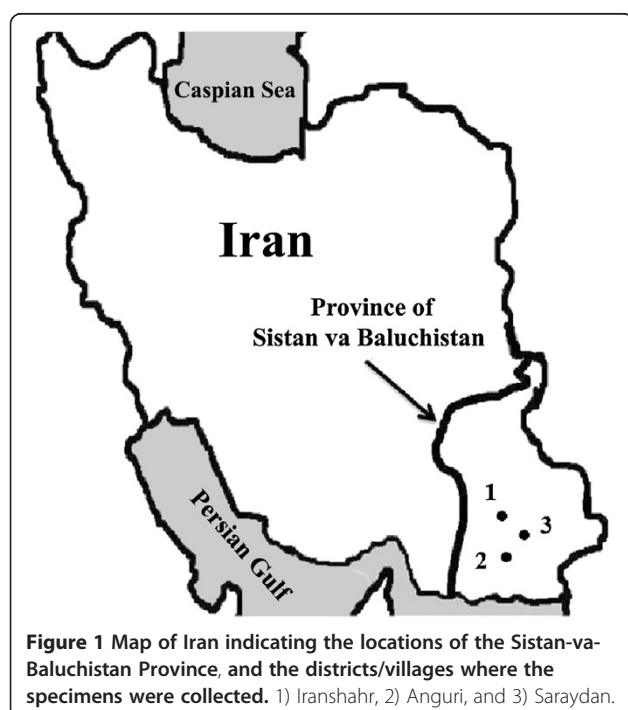 Caspian Sea
Iran
Province of
Sistan va Baluchistan
Persian Gulf
1
3
2
Figure 1 Map of Iran indicating the locations of the Sistan-va-
Baluchistan Province, and the districts/villages where the
specimens were collected. 1) Iranshahr, 2) Anguri, and 3) Saraydan.